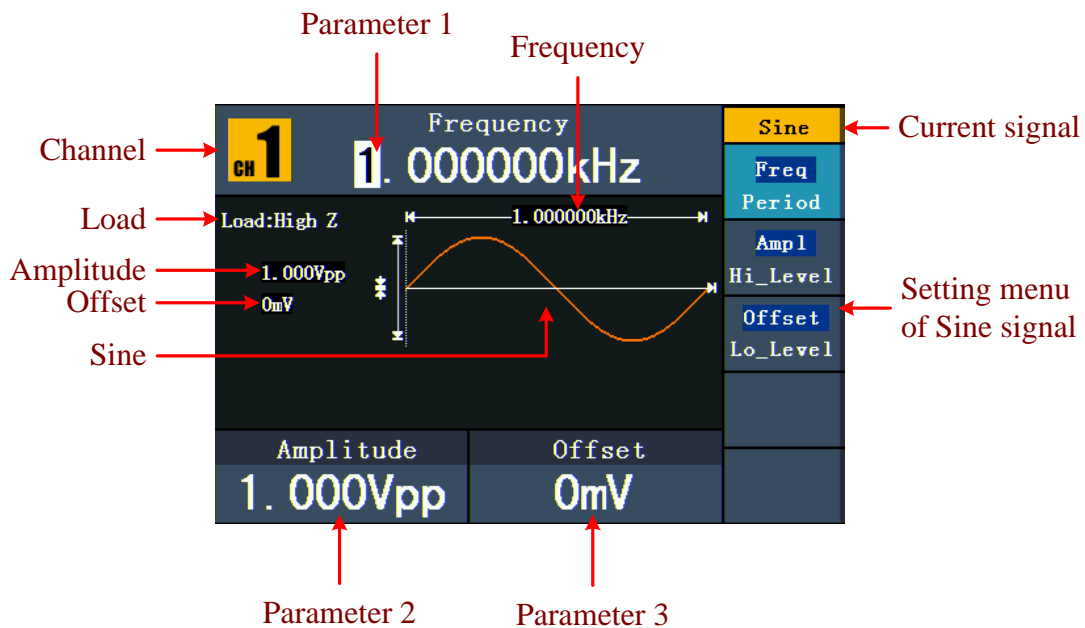 Parameter 1
Frequency
Channel
CH 1
Frequency
1.000000kHz
Sine
Current signal
Freq
Period
Load
Load:High Z
1.000000kHz
Amplitude
1.000Vpp
Ampl
Hi_Level
Offset
0mV
Offset
Lo_Level
Setting menu
of Sine signal
Sine
Amplitude
Offset
1.000Vpp
0mV
Parameter 2
Parameter 3